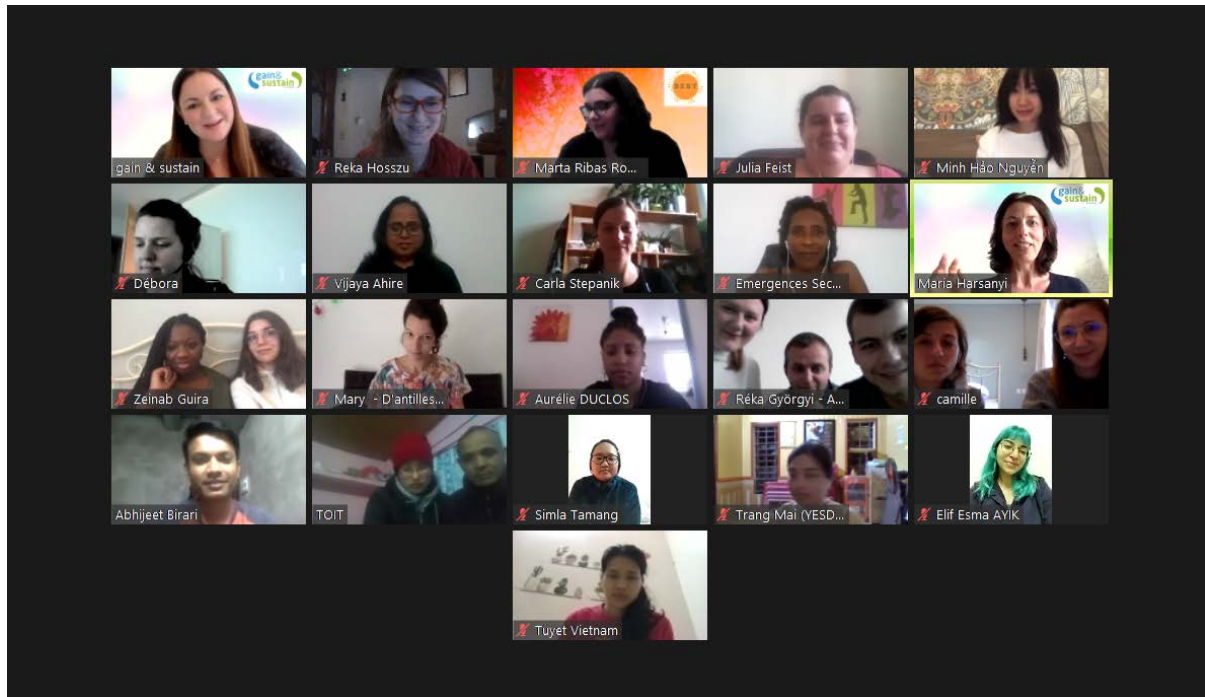 gain& sustain
gain & sustain
Reka Hosszu
BEST
Marta Ribas Ro...
Julia Feist
Minh Hảo Nguyễn
Débora
Vijaya Ahire
Carla Stepanik
Emergences Sec...
gain& sustain
Maria Harsanyi
Zeinab Guira
Mary - D'antilles...
Aurélie DUCLOS
Réka Györgyi - A...
camille
Abhijeet Birari
TOIT
Simla Tamang
Trang Mai (YESD...
Elif Esma AYIK
Tuyet Vietnam